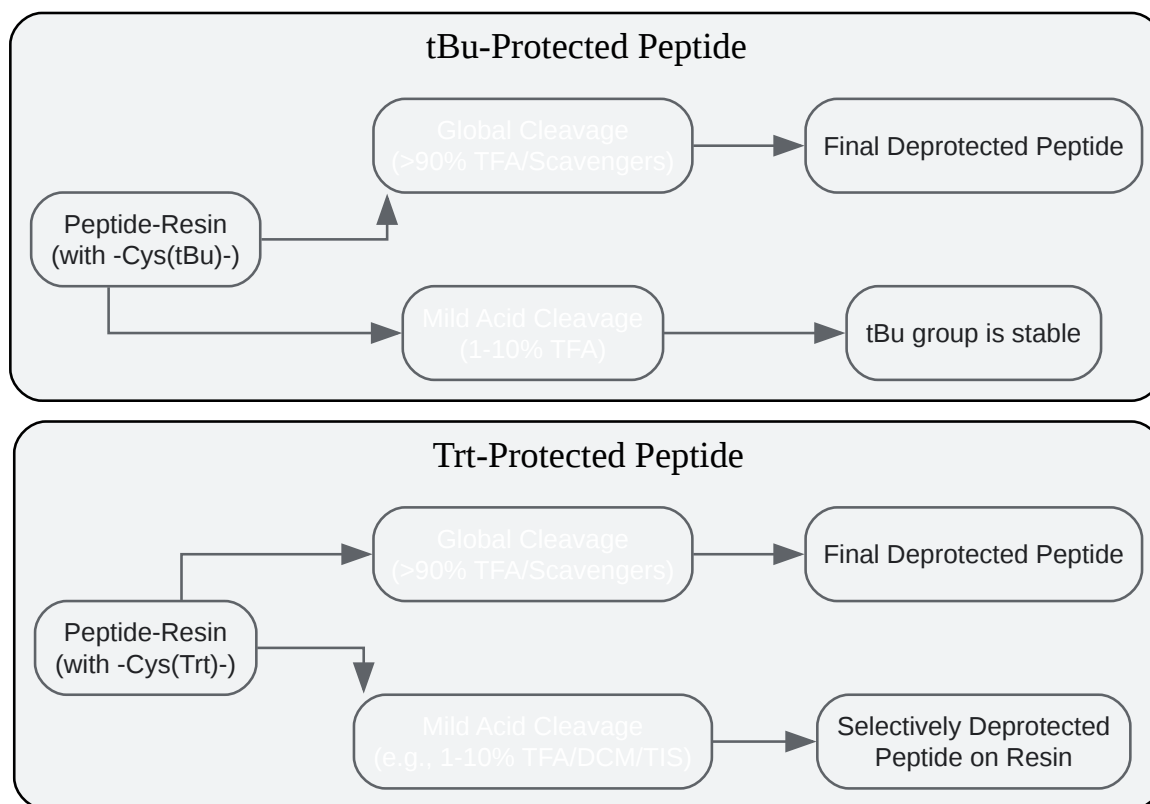 tBu-Protected Peptide
Global Cleavage
(>90% TFA/Scavengers)
Final Deprotected Peptide
Peptide-Resin
(with -Cys(tBu)-)
Mild Acid Cleavage
(1-10% TFA)
tBu group is stable
Trt-Protected Peptide
Global Cleavage
(>90% TFA/Scavengers)
Final Deprotected Peptide
Peptide-Resin
(with -Cys(Trt)-)
Mild Acid Cleavage
(e.g., 1-10% TFA/DCM/TIS)
Selectively Deprotected
Peptide on Resin